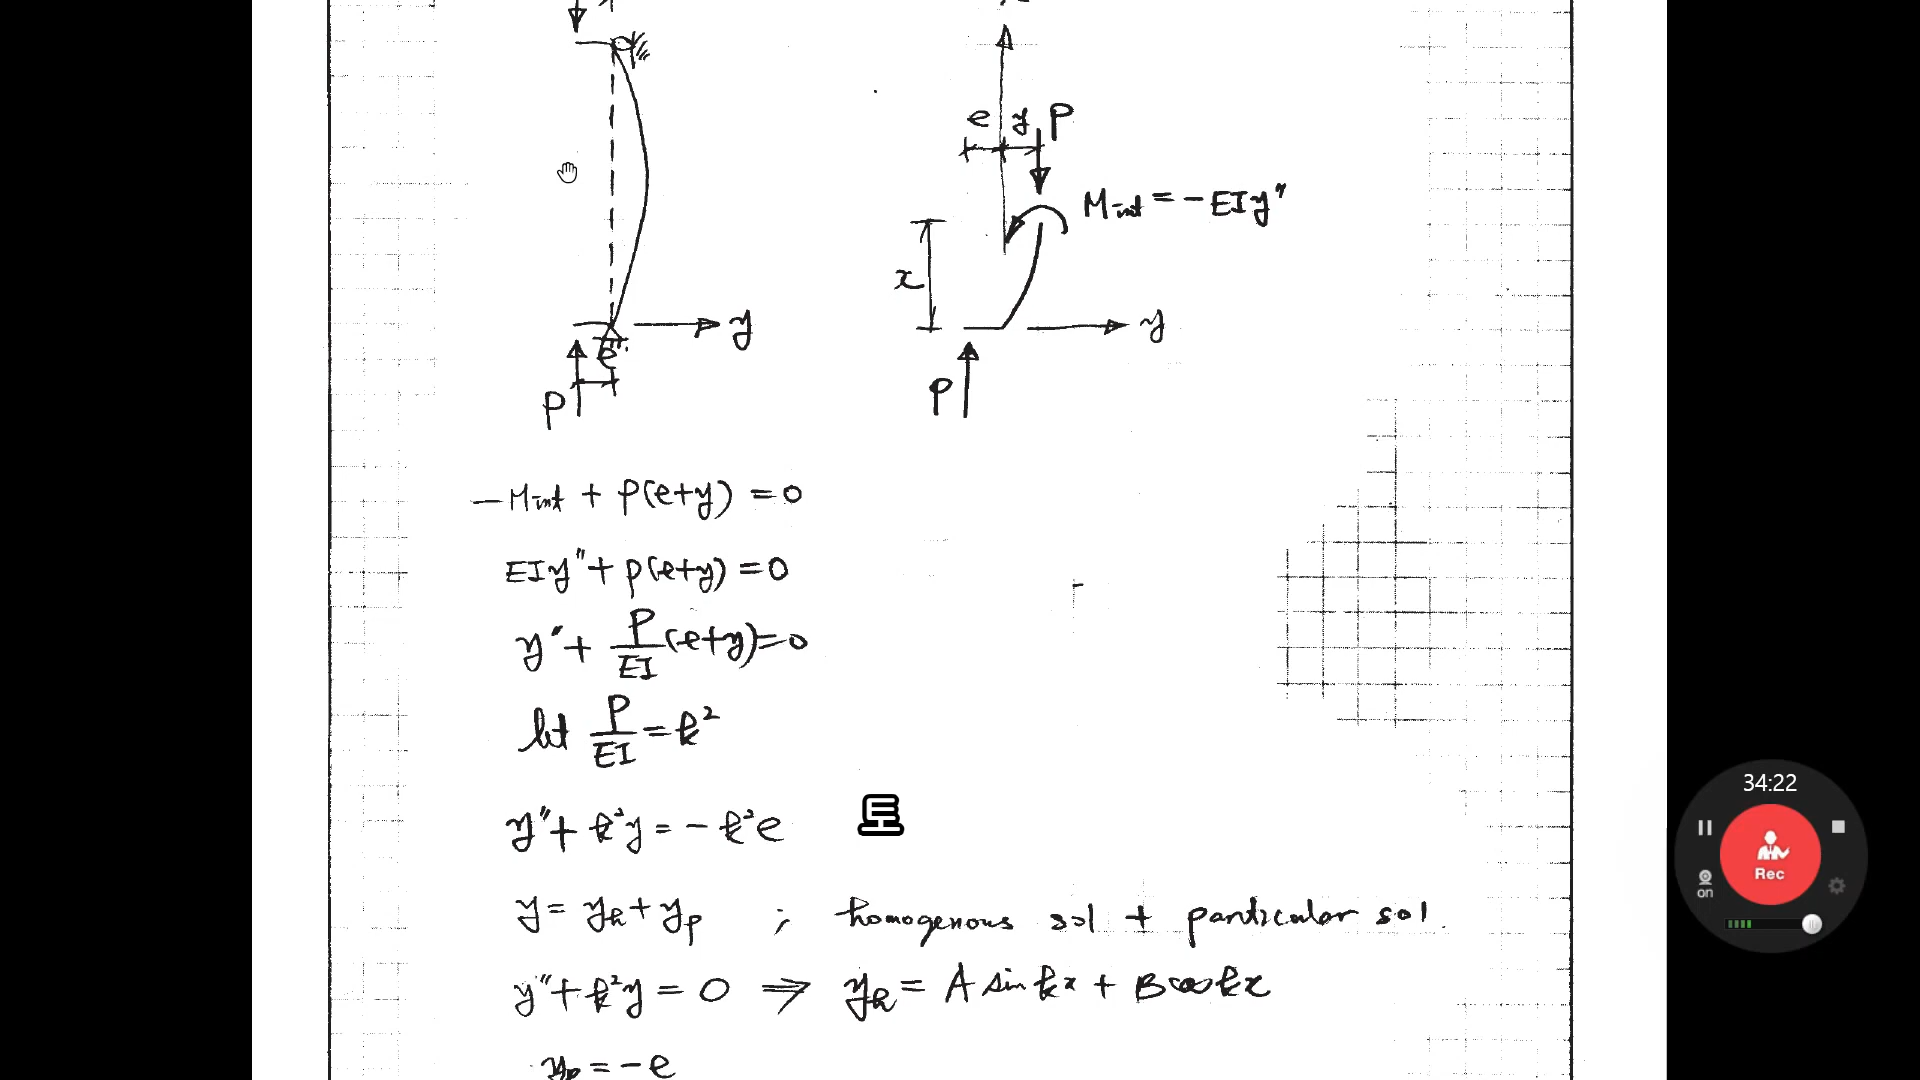 e y P
M_int = -EIy"
x
y
y
e
P
P
-M_int + P(e+y) = 0
EIy" + P(e+y) = 0
y" + P/EI (e+y) = 0
let P/EI = k²
y" + k²y = -k²e
토
y = y_h + y_p ; homogenous sol + particular sol.
y" + k²y = 0 ⇒ y_h = A sin kx + B cos kx
y_p = -e
34:22
Rec
on